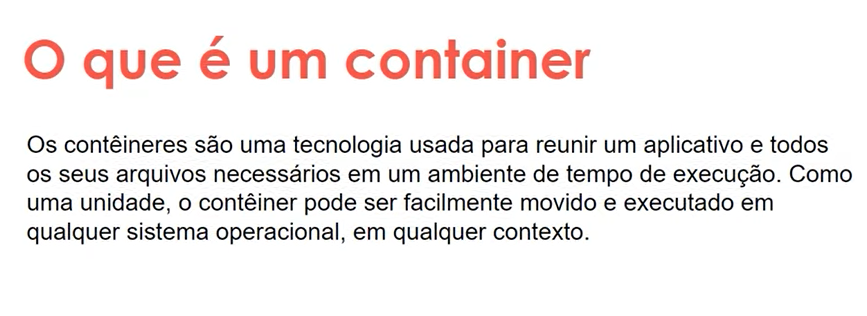 O que é um container
Os contêineres são uma tecnologia usada para reunir um aplicativo e todos
os seus arquivos necessários em um ambiente de tempo de execução. Como
uma unidade, o contêiner pode ser facilmente movido e executado em
qualquer sistema operacional, em qualquer contexto.